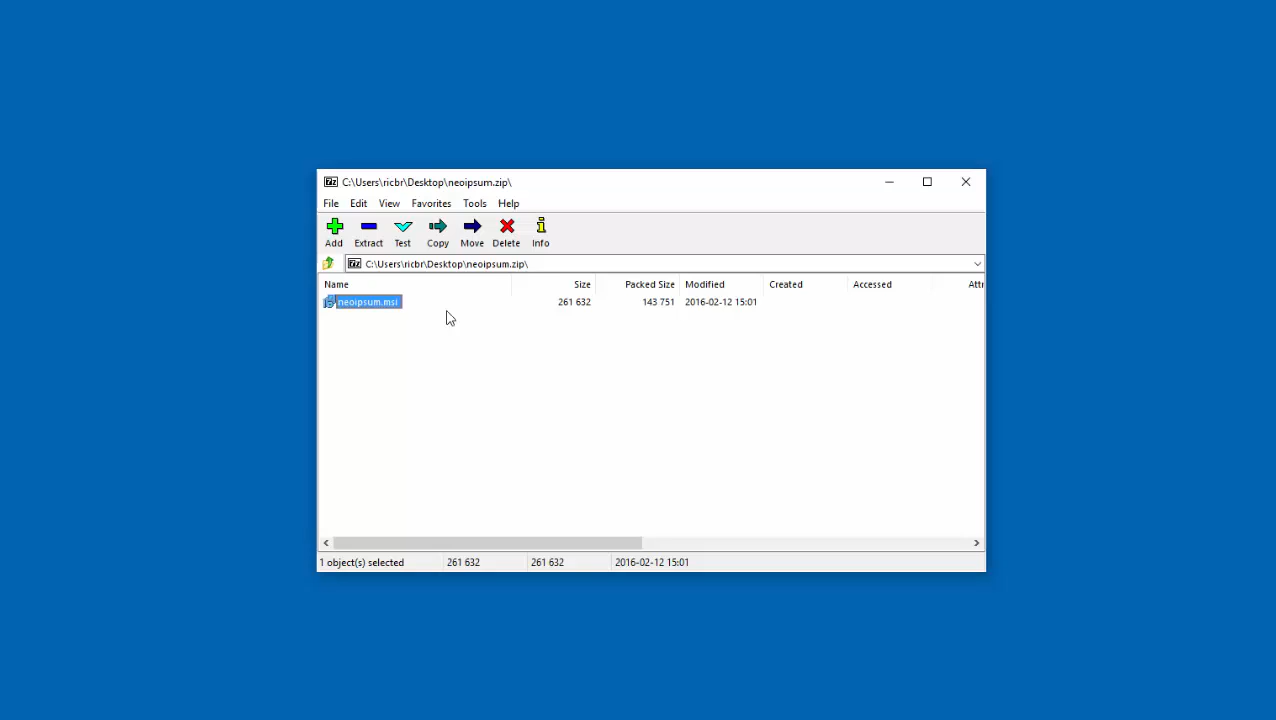 C:\Users\ricbr\Desktop\neoipsum.zip\
File Edit View Favorites Tools Help
Add Extract Test Copy Move Delete Info
C:\Users\ricbr\Desktop\neoipsum.zip\
Name Size Packed Size Modified Created Accessed Attr
neoipsum.msi 261 632 143 751 2016-02-12 15:01
1 object(s) selected 261 632 261 632 2016-02-12 15:01